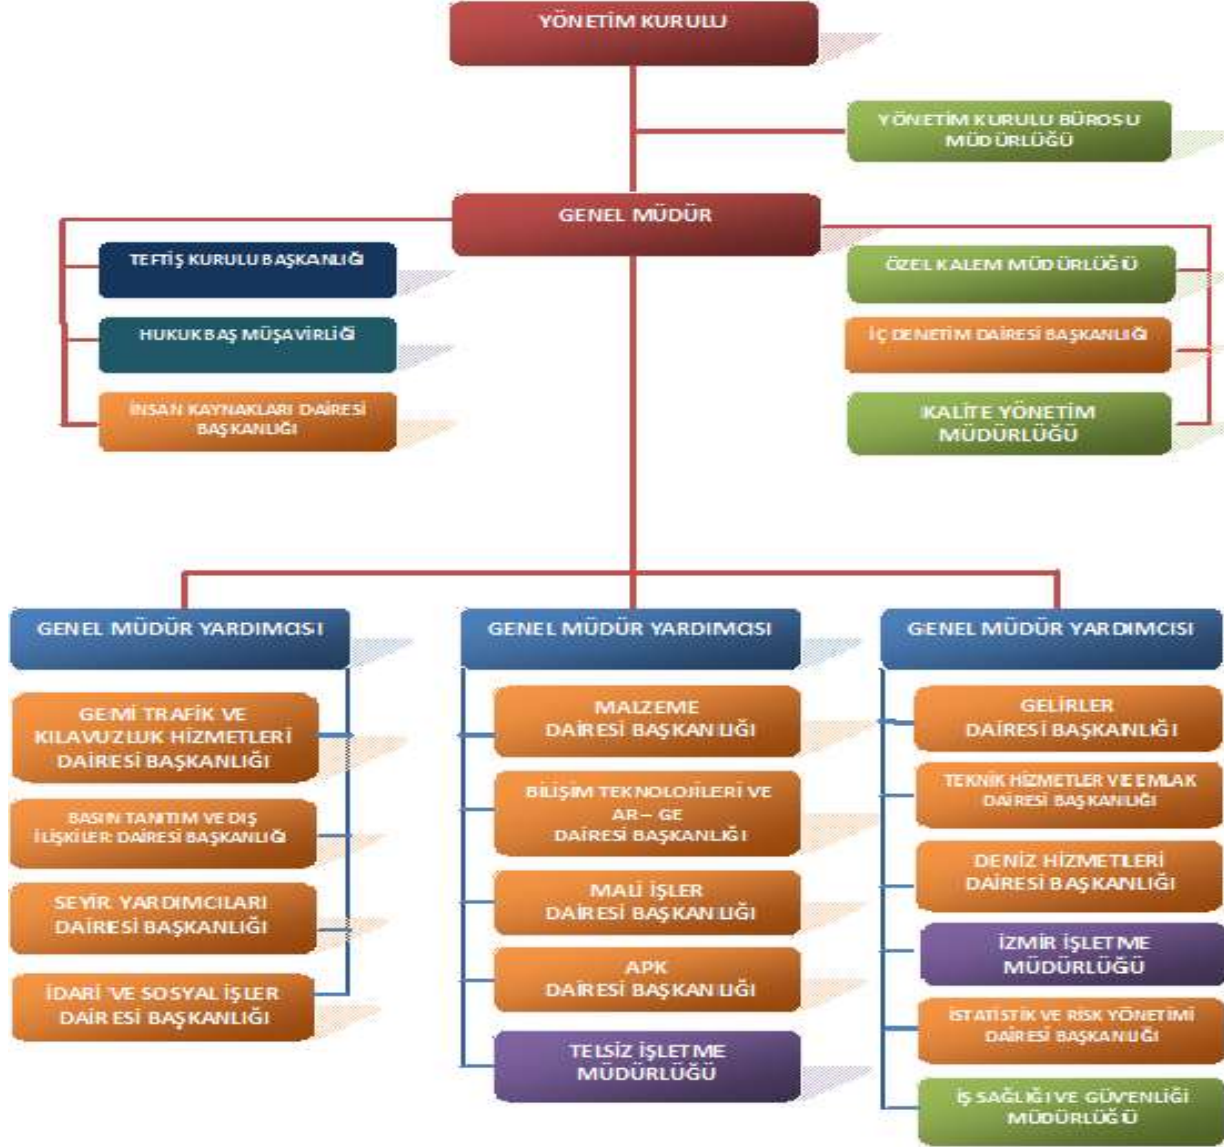 YÖNETİM KURULU
YÖNETİM KURULU BÜROSU
MÜDÜRLÜĞÜ
GENEL MÜDÜR
TEFTİŞ KURULU BAŞKANLIĞI
HUKUK BAŞ MÜŞAVİRLİĞİ
İNSAN KAYNAKLARI DAİRESİ
BAŞKANLIĞI
ÖZEL KALEM MÜDÜRLÜĞÜ
İÇ DENETİM DAİRESİ BAŞKANLIĞI
KALİTE YÖNETİM
MÜDÜRLÜĞÜ
GENEL MÜDÜR YARDIMCISI
GEMİ TRAFİK VE
KILAVUZLUK HİZMETLERİ
DAİRESİ BAŞKANLIĞI
BASIN TANITIM VE DIŞ
İLİŞKİLER DAİRESİ BAŞKANLIĞI
SEYİR YARDIMCILARI
DAİRESİ BAŞKANLIĞI
İDARİ VE SOSYAL İŞLER
DAİRESİ BAŞKANLIĞI
GENEL MÜDÜR YARDIMCISI
MALZEME
DAİRESİ BAŞKANLIĞI
BİLİŞİM TEKNOLOJİLERİ VE
AR – GE
DAİRESİ BAŞKANLIĞI
MALİ İŞLER
DAİRESİ BAŞKANLIĞI
APK
DAİRESİ BAŞKANLIĞI
TELSİZ İŞLETME
MÜDÜRLÜĞÜ
GENEL MÜDÜR YARDIMCISI
GELİRLER
DAİRESİ BAŞKANLIĞI
TEKNİK HİZMETLER VE EMLAK
DAİRESİ BAŞKANLIĞI
DENİZ HİZMETLERİ
DAİRESİ BAŞKANLIĞI
İZMİR İŞLETME
MÜDÜRLÜĞÜ
İSTATİSTİK VE RİSK YÖNETİMİ
DAİRESİ BAŞKANLIĞI
İŞ SAĞLIĞI VE GÜVENLİĞİ
MÜDÜRLÜĞÜ